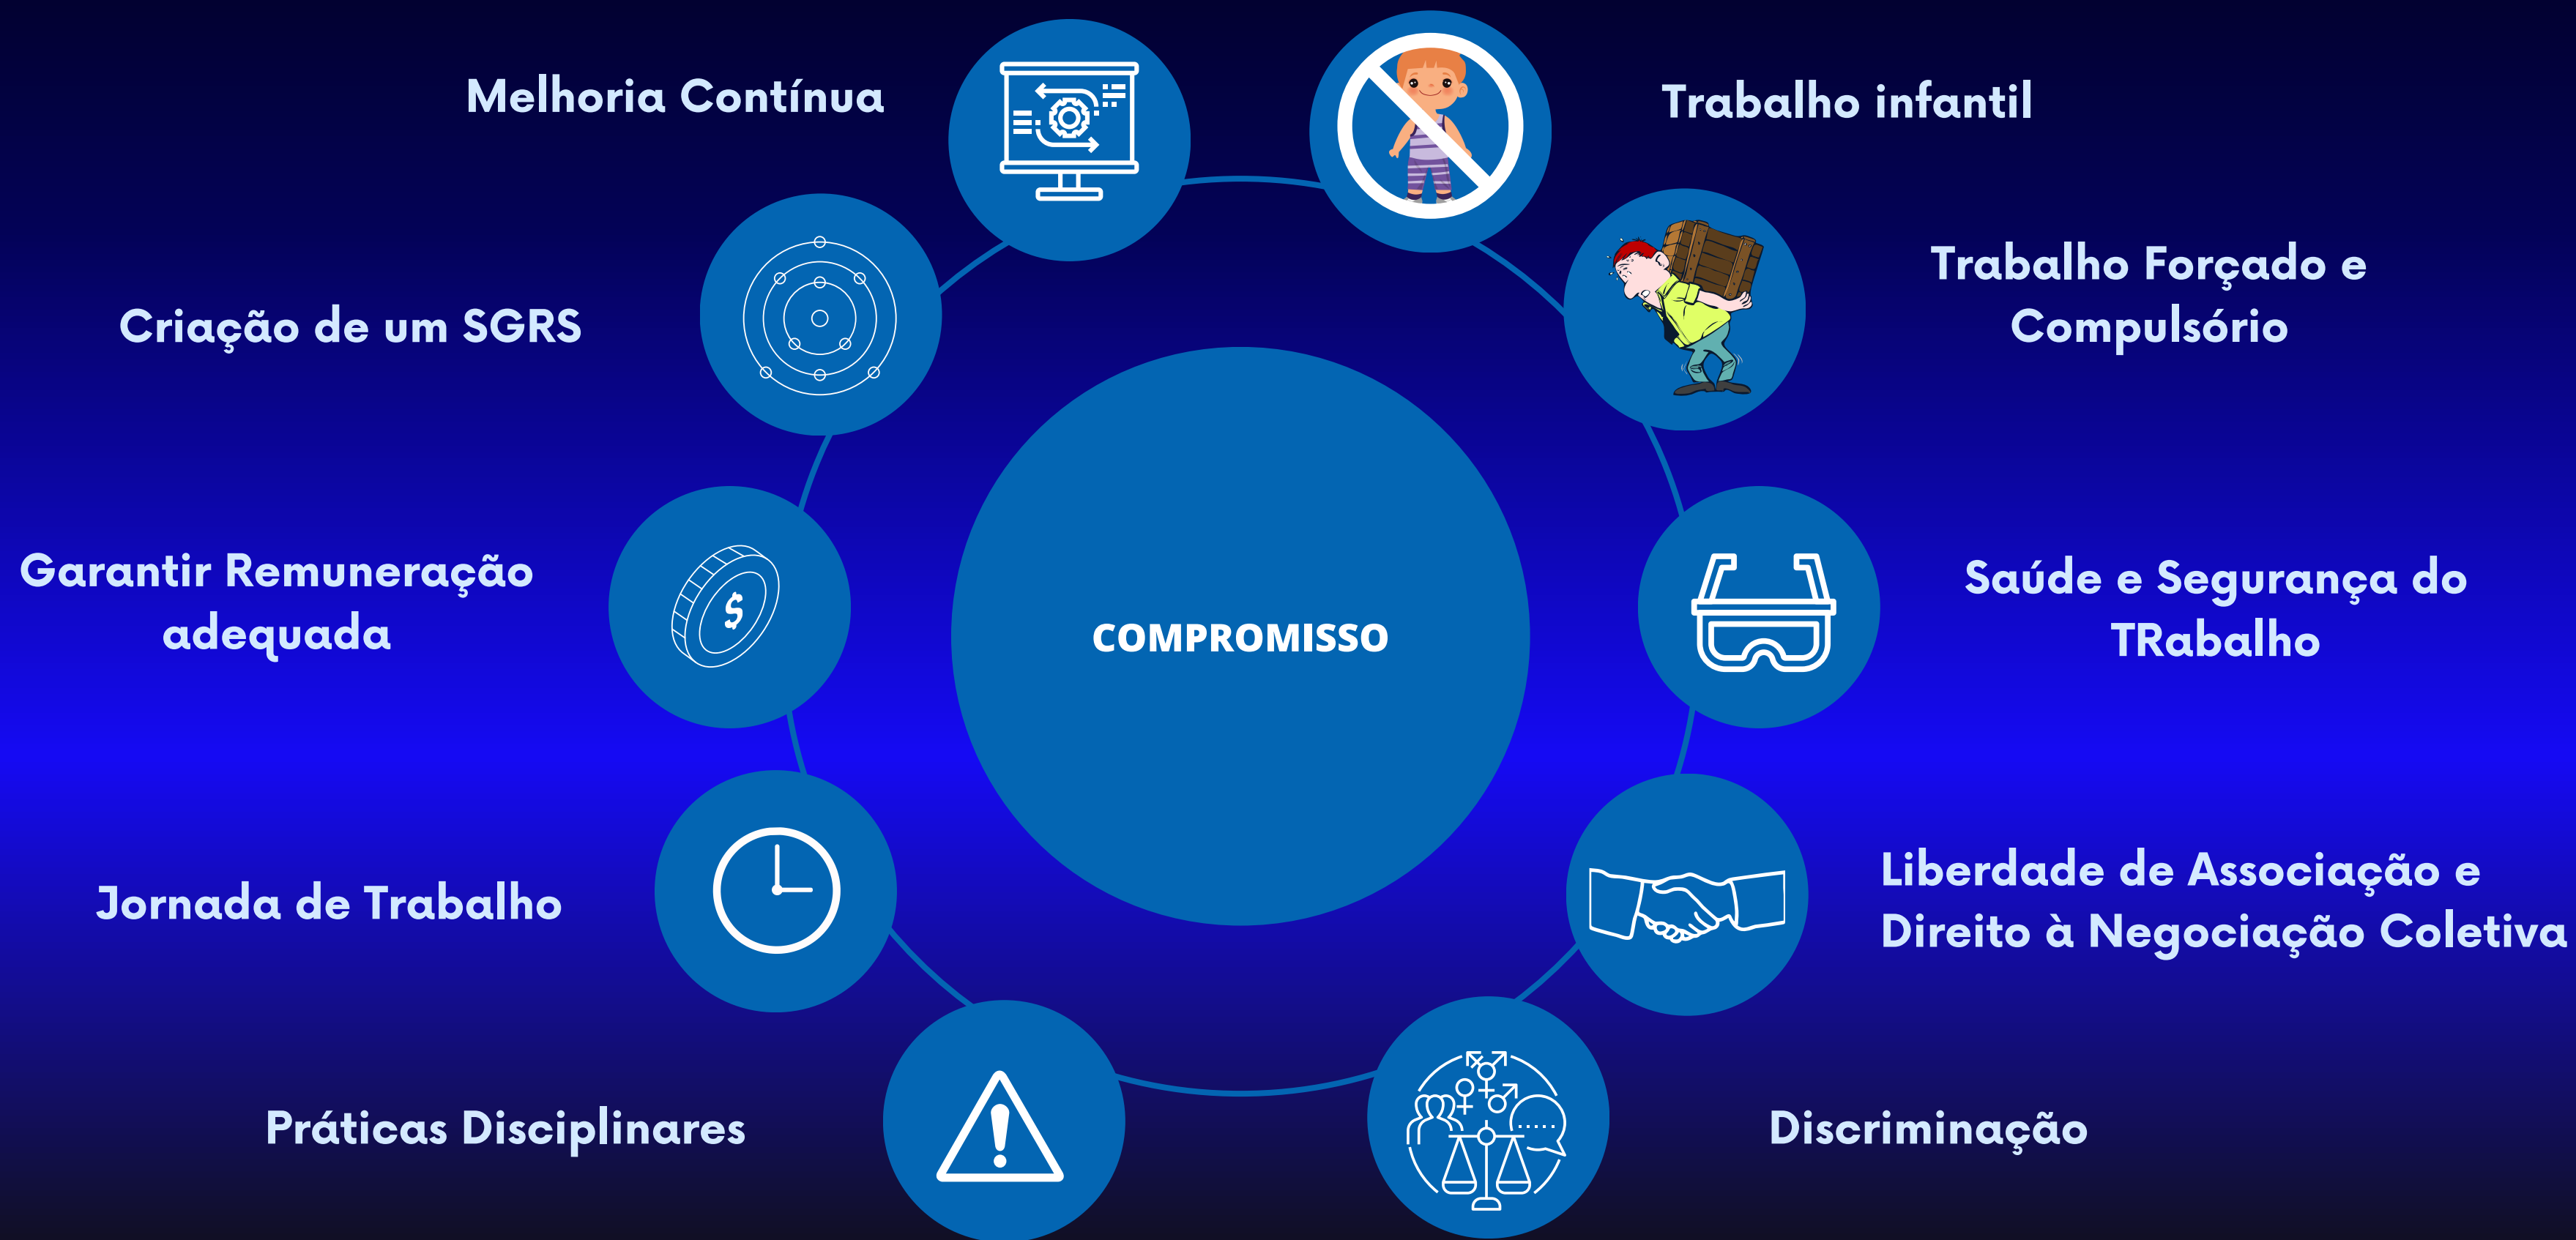 Melhoria Contínua
Trabalho infantil
Trabalho Forçado e
Compulsório
Criação de um SGRS
Garantir Remuneração
adequada
Saúde e Segurança do
TRabalho
COMPROMISSO
Jornada de Trabalho
Liberdade de Associação e
Direito à Negociação Coletiva
Práticas Disciplinares
Discriminação
$